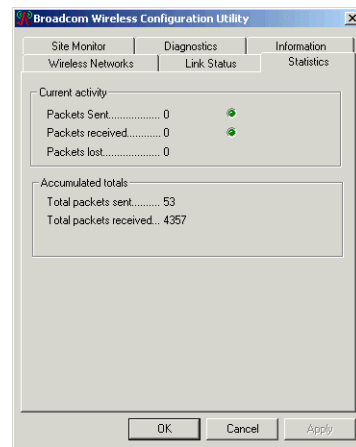 Broadcom Wireless Configuration Utility
Site Monitor Diagnostics Information
Wireless Networks Link Status Statistics
Current activity
Packets Sent................ 0
Packets received........... 0
Packets lost................. 0
Accumulated totals
Total packets sent......... 53
Total packets received... 4357
OK Cancel Apply